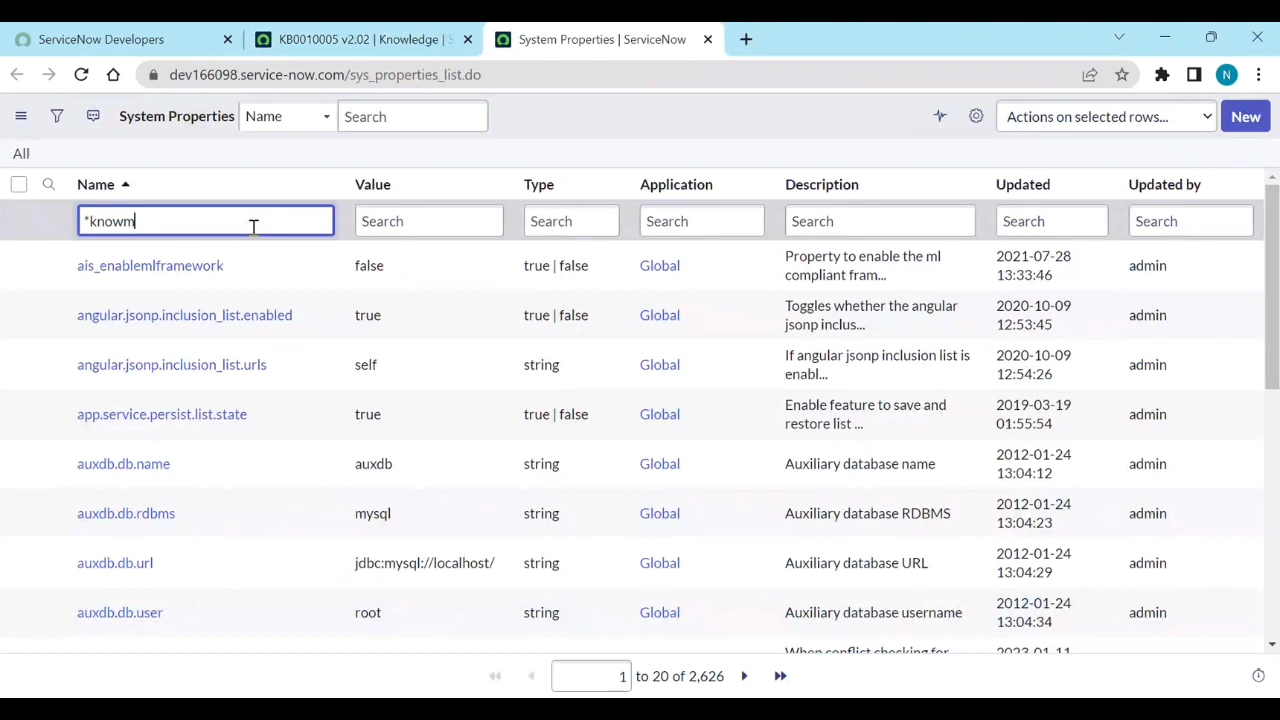 ServiceNow Developers
KB0010005 v2.02 | Knowledge | S
System Properties | ServiceNow
dev166098.service-now.com/sys_properties_list.do
N
System Properties
Name
Search
Actions on selected rows...
New
All
Name Value Type Application Description Updated Updated by
*knowm Search Search Search Search Search Search
ais_enablemlframework false true | false Global Property to enable the ml 2021-07-28 admin
compliant fram... 13:33:46
angular.jsonp.inclusion_list.enabled true true | false Global Toggles whether the angular 2020-10-09 admin
jsonp inclus... 12:53:45
angular.jsonp.inclusion_list.urls self string Global If angular jsonp inclusion list is 2020-10-09 admin
enabl... 12:54:26
app.service.persist.list.state true true | false Global Enable feature to save and 2019-03-19 admin
restore list ... 01:55:54
auxdb.db.name auxdb string Global Auxiliary database name 2012-01-24 admin
13:04:12
auxdb.db.rdbms mysql string Global Auxiliary database RDBMS 2012-01-24 admin
13:04:23
auxdb.db.url jdbc:mysql://localhost/ string Global Auxiliary database URL 2012-01-24 admin
13:04:29
auxdb.db.user root string Global Auxiliary database username 2012-01-24 admin
13:04:34
When conflict checking for 2023-01-11
1 to 20 of 2,626